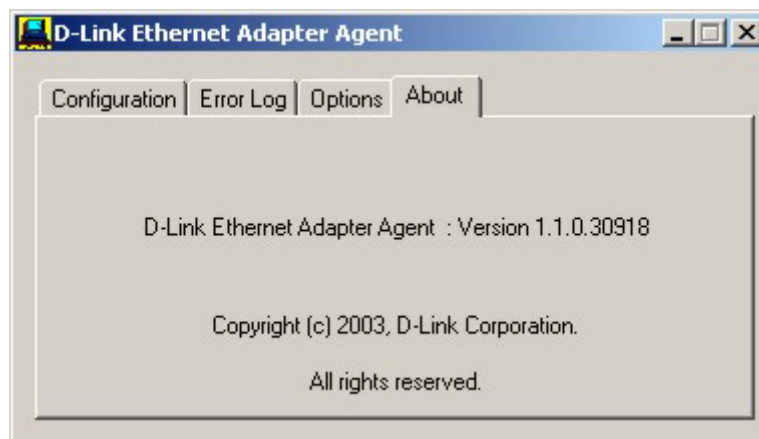 D-Link Ethernet Adapter Agent
Configuration Error Log Options About
D-Link Ethernet Adapter Agent : Version 1.1.0.30918
Copyright (c) 2003, D-Link Corporation.
All rights reserved.